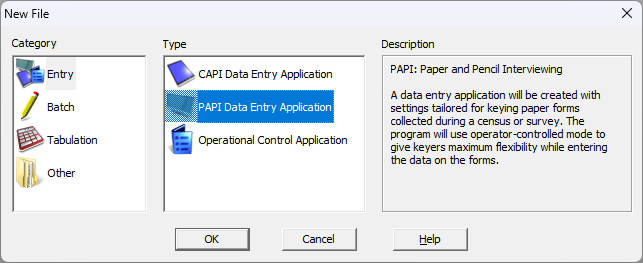 New File
Category
Type
Description
Entry
Batch
Tabulation
Other
CAPI Data Entry Application
PAPI Data Entry Application
Operational Control Application
PAPI: Paper and Pencil Interviewing
A data entry application will be created with
settings tailored for keying paper forms
collected during a census or survey. The
program will use operator-controlled mode to
give keyers maximum flexibility while entering
the data on the forms.
OK
Cancel
Help